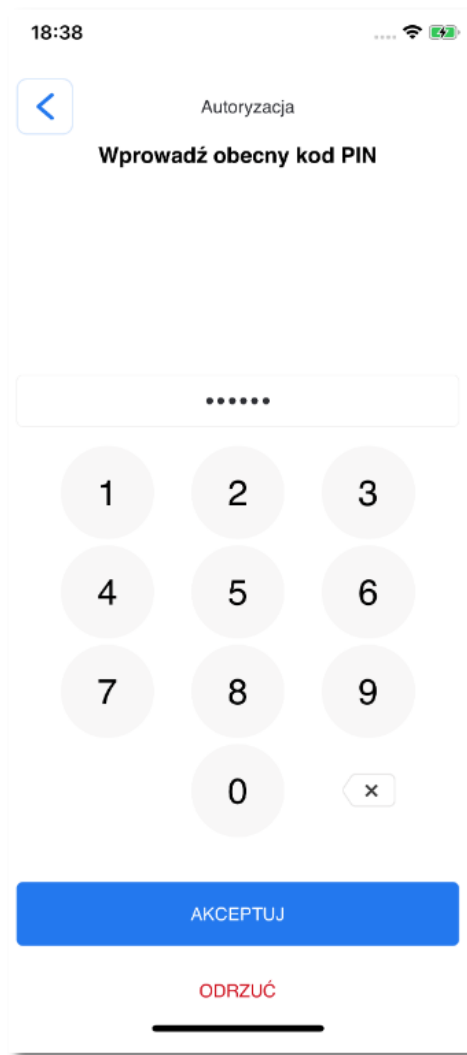 18:38
Autoryzacja
Wprowadź obecny kod PIN
••••••
1 2 3
4 5 6
7 8 9
0
AKCEPTUJ
ODRZUĆ